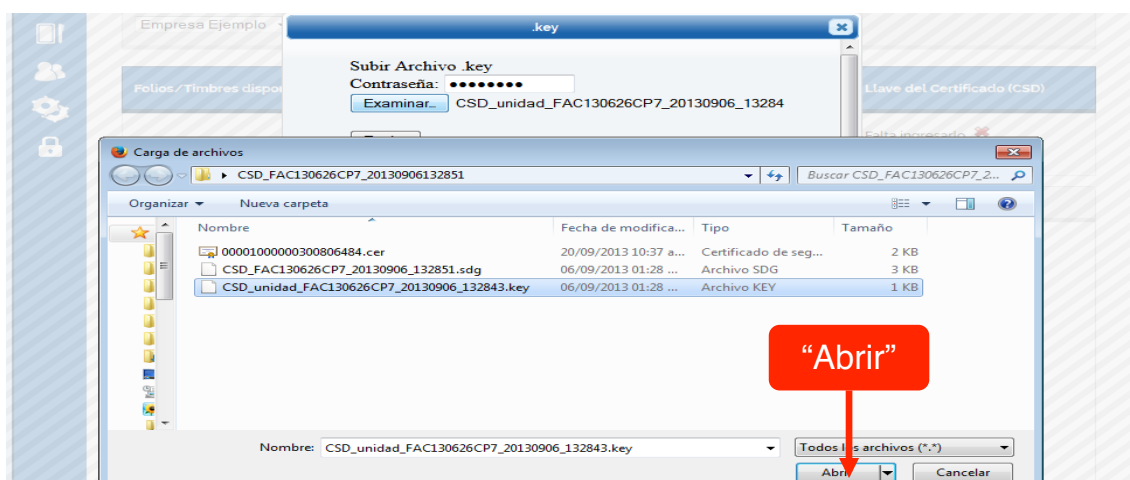 Empresa Ejemplo
.key
Subir Archivo .key
Contraseña: ●●●●●●●●
Examinar... CSD_unidad_FAC130626CP7_20130906_13284
Folios/Timbres dispon
Llave del Certificado (CSD)
Falta ingresarlo
Carga de archivos
CSD_FAC130626CP7_20130906132851
Buscar CSD_FAC130626CP7_2...
Organizar
Nueva carpeta
Nombre Fecha de modifica... Tipo Tamaño
00001000000300806484.cer 20/09/2013 10:37 a... Certificado de seg... 2 KB
CSD_FAC130626CP7_20130906_132851.sdg 06/09/2013 01:28 ... Archivo SDG 3 KB
CSD_unidad_FAC130626CP7_20130906_132843.key 06/09/2013 01:28 ... Archivo KEY 1 KB
“Abrir”
Nombre: CSD_unidad_FAC130626CP7_20130906_132843.key Todos los archivos (*.*)
Abrir Cancelar